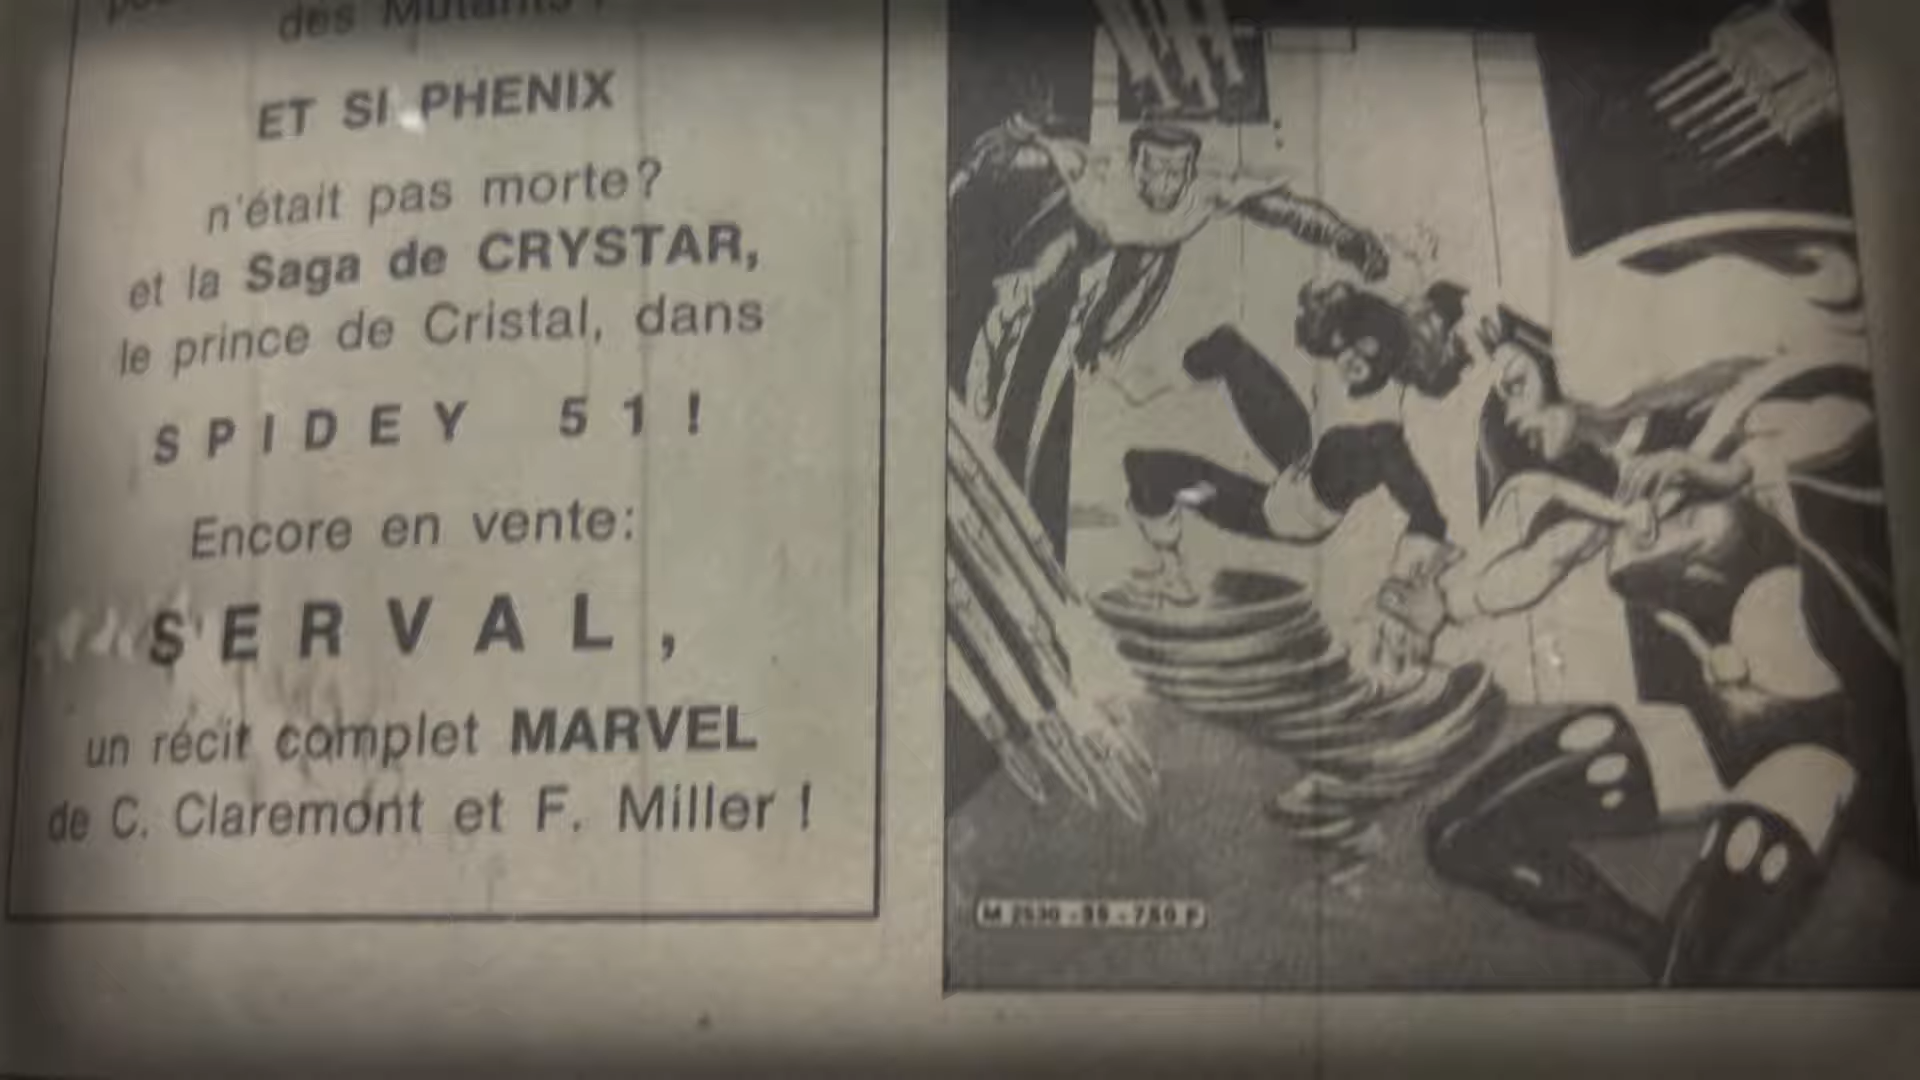 des Mutants !
ET SI PHENIX
n'était pas morte?
et la Saga de CRYSTAR,
le prince de Cristal, dans
SPIDEY 51!
Encore en vente:
SERVAL,
un récit complet MARVEL
de C. Claremont et F. Miller !